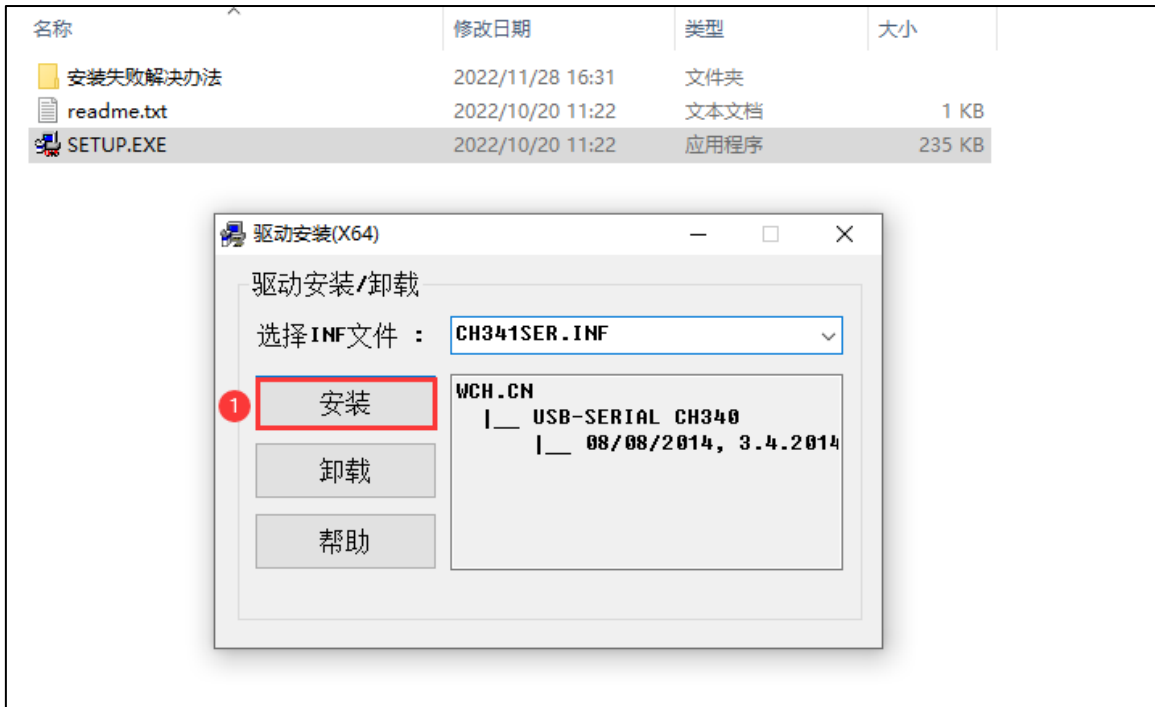 名称 修改日期 类型 大小
安装失败解决办法 2022/11/28 16:31 文件夹
readme.txt 2022/10/20 11:22 文本文档 1 KB
SETUP.EXE 2022/10/20 11:22 应用程序 235 KB
驱动安装(X64)
驱动安装/卸载
选择INF文件 : CH341SER.INF
1 安装
WCH.CN
|__ USB-SERIAL CH340
|__ 08/08/2014, 3.4.2014
卸载
帮助